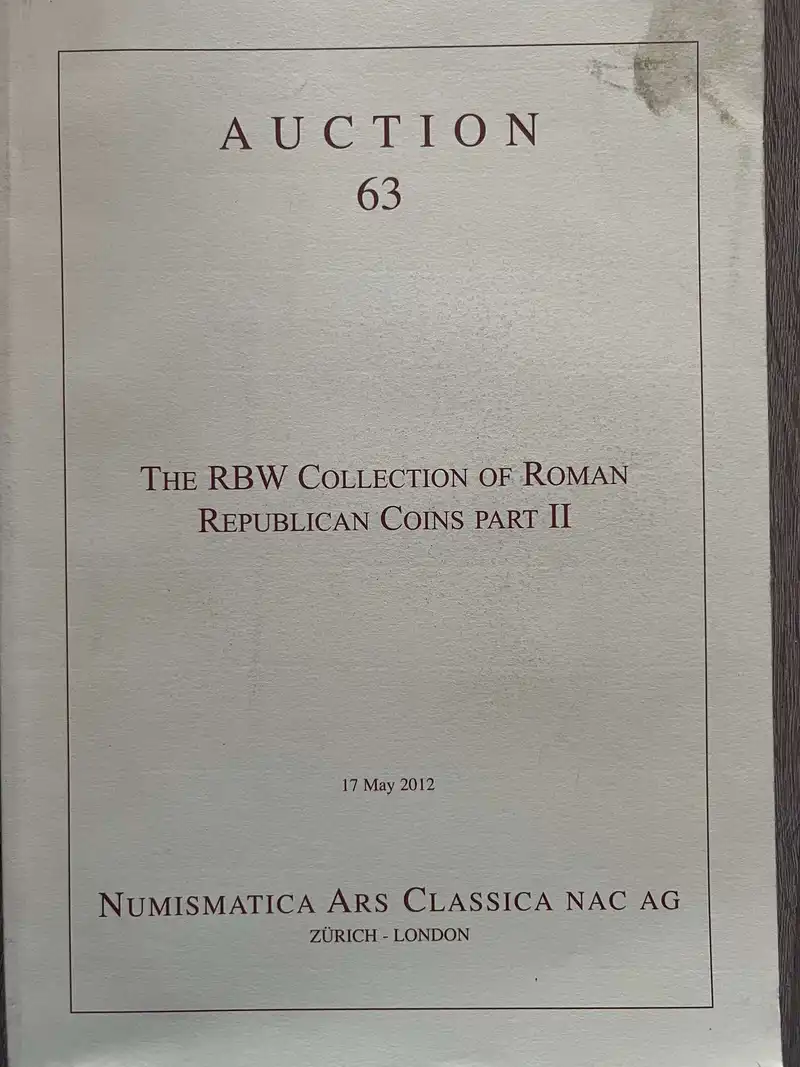 AUCTION
63
THE RBW COLLECTION OF ROMAN
REPUBLICAN COINS PART II
17 May 2012
NUMISMATICA ARS CLASSICA NAC AG
ZÜRICH - LONDON